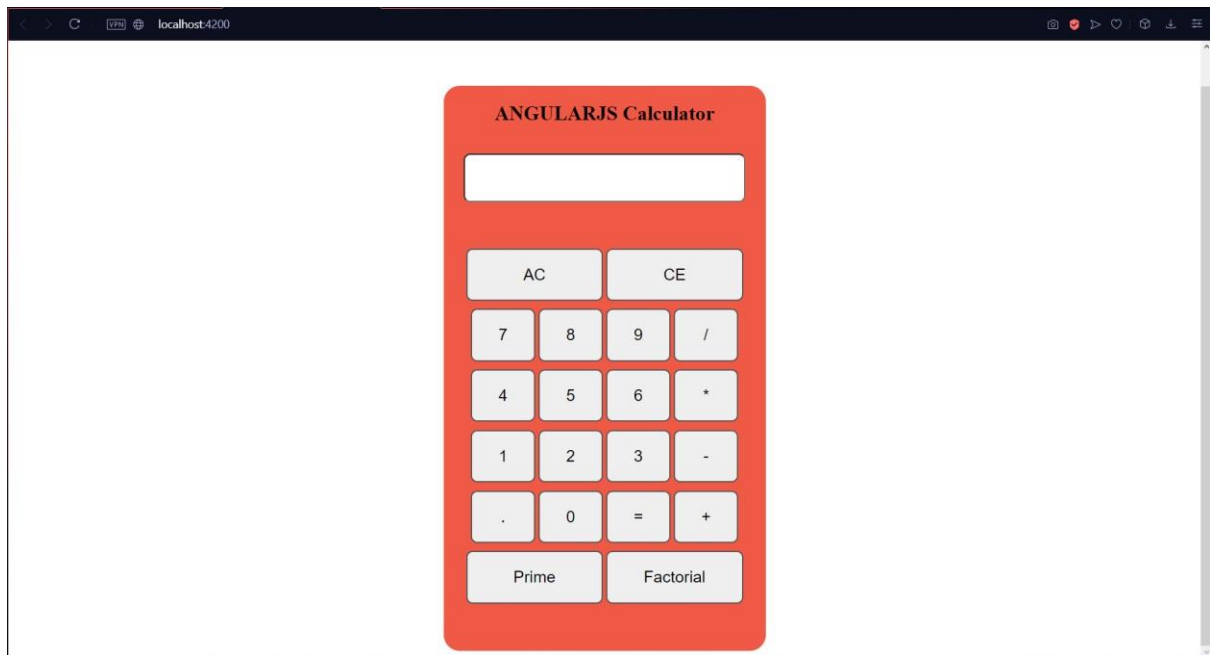 VPN localhost:4200
ANGULARJS Calculator
AC CE
7 8 9 /
4 5 6 *
1 2 3 -
. 0 = +
Prime Factorial